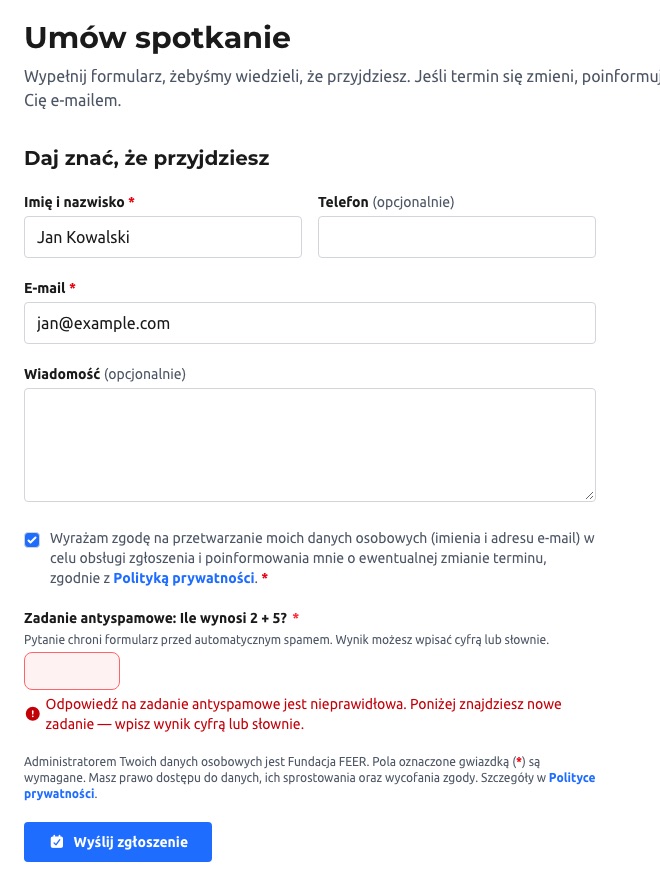 Umów spotkanie
Wypełnij formularz, żebyśmy wiedzieli, że przyjdziesz. Jeśli termin się zmieni, poinformuj
Cię e-mailem.
Daj znać, że przyjdziesz
Imię i nazwisko *
Telefon (opcjonalnie)
Jan Kowalski
E-mail *
jan@example.com
Wiadomość (opcjonalnie)
Wyrażam zgodę na przetwarzanie moich danych osobowych (imienia i adresu e-mail) w
celu obsługi zgłoszenia i poinformowania mnie o ewentualnej zmianie terminu,
zgodnie z Polityką prywatności. *
Zadanie antyspamowe: Ile wynosi 2 + 5? *
Pytanie chroni formularz przed automatycznym spamem. Wynik możesz wpisać cyfrą lub słownie.
Odpowiedź na zadanie antyspamowe jest nieprawidłowa. Poniżej znajdziesz nowe
zadanie — wpisz wynik cyfrą lub słownie.
Administratorem Twoich danych osobowych jest Fundacja FEER. Pola oznaczone gwiazdką (*) są
wymagane. Masz prawo dostępu do danych, ich sprostowania oraz wycofania zgody. Szczegóły w Polityce
prywatności.
Wyślij zgłoszenie